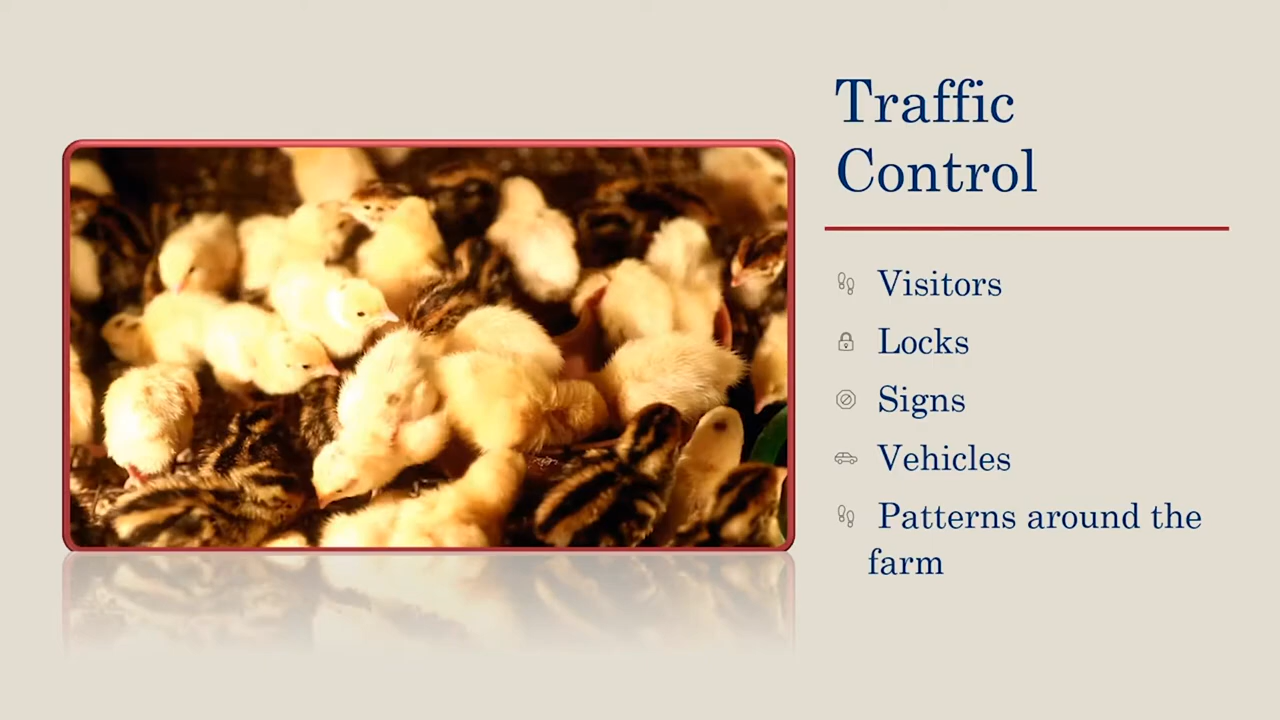 Traffic
Control
Visitors
Locks
Signs
Vehicles
Patterns around the
farm